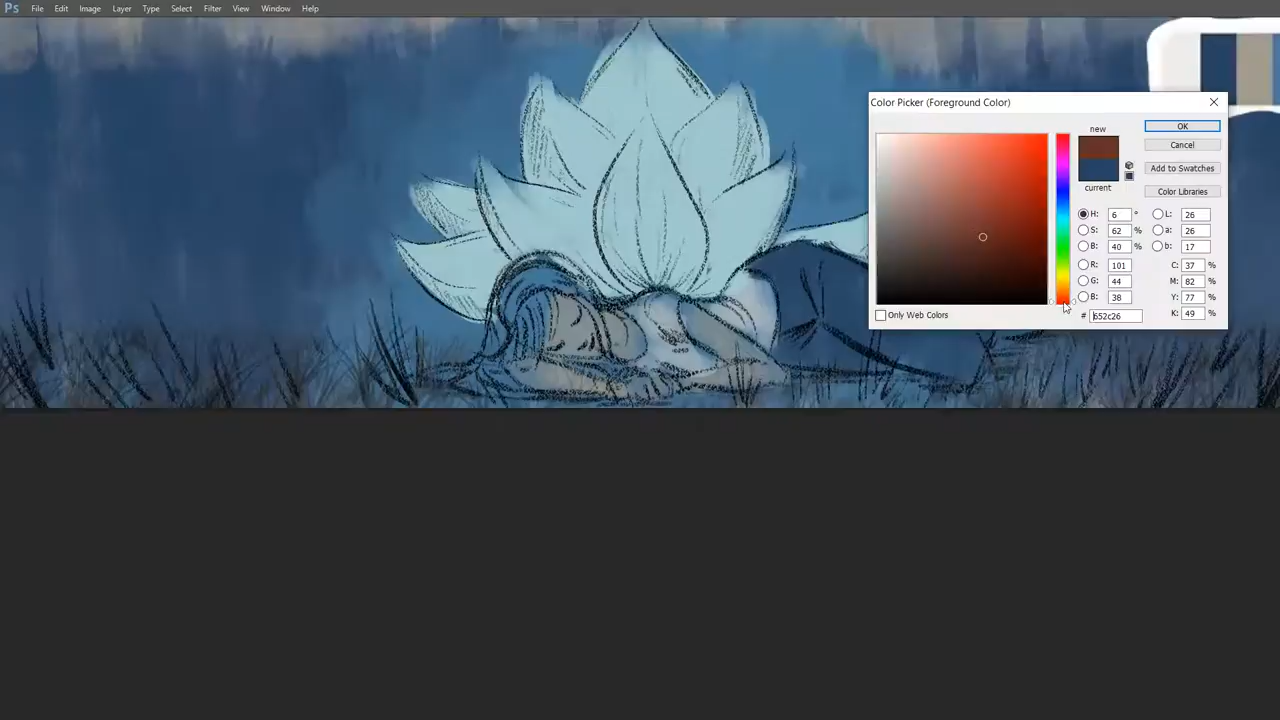 Ps File Edit Image Layer Type Select Filter View Window Help
Color Picker (Foreground Color)
new
current
OK
Cancel
Add to Swatches
Color Libraries
H: 6 ° L: 26
S: 62 % a: 26
B: 40 % b: 17
R: 101 C: 37 %
G: 44 M: 82 %
B: 38 Y: 77 %
K: 49 %
Only Web Colors
# 652c26